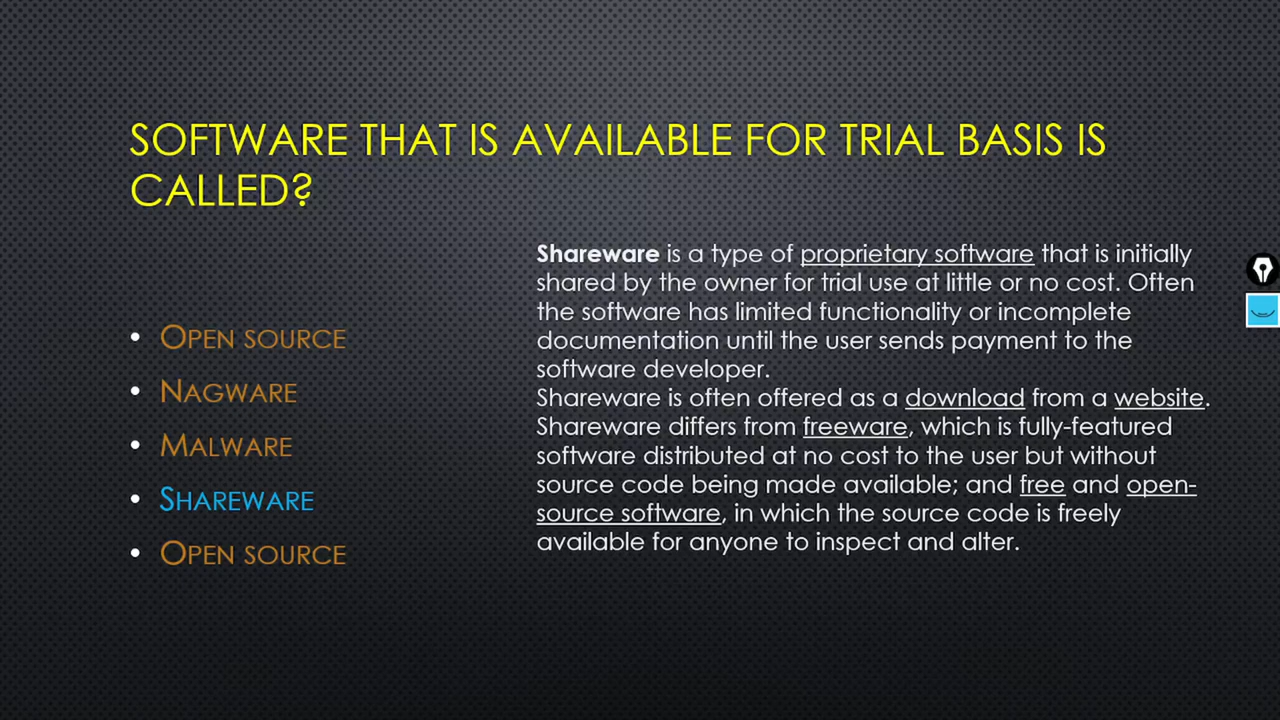 SOFTWARE THAT IS AVAILABLE FOR TRIAL BASIS IS
CALLED?
• OPEN SOURCE
• NAGWARE
• MALWARE
• SHAREWARE
• OPEN SOURCE
Shareware is a type of proprietary software that is initially
shared by the owner for trial use at little or no cost. Often
the software has limited functionality or incomplete
documentation until the user sends payment to the
software developer.
Shareware is often offered as a download from a website.
Shareware differs from freeware, which is fully-featured
software distributed at no cost to the user but without
source code being made available; and free and open-
source software, in which the source code is freely
available for anyone to inspect and alter.